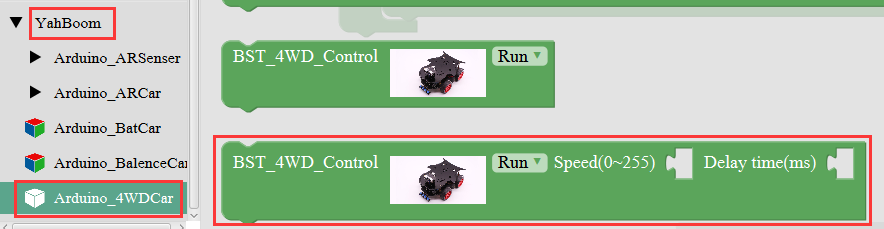 YahBoom
Arduino_ARSenser
Arduino_ARCar
Arduino_BatCar
Arduino_BalenceCar
Arduino_4WDCar
BST_4WD_Control Run
BST_4WD_Control Run Speed(0~255) Delay time(ms)